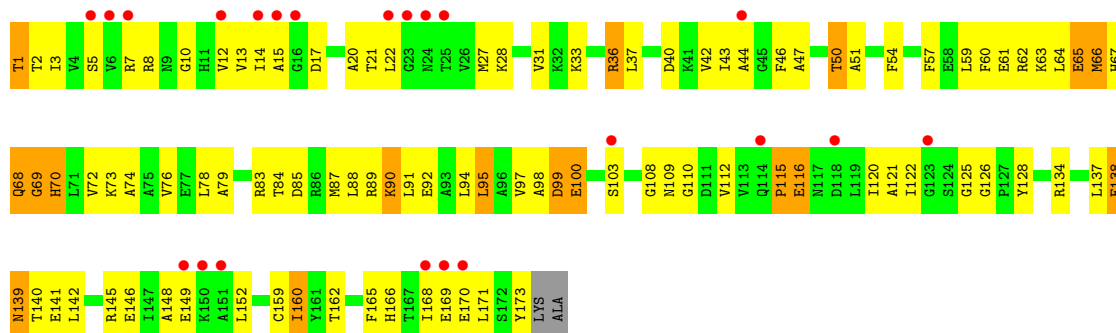 T1 T2 I3 V4 S5 V6 R7 R8 N9 G10 H11 V12 V13 I14 A15 G16 D17 A20 T21 L22 G23 N24 T25 V26 M27 K28 V31 K32 K33 R36 L37 D40 K41 V42 I43 A44 G45 F46 A47 T50 A51 F54 F57 E58 L59 F60 E61 R62 K63 L64 E65 M66 H67
Q68 G69 H70 L71 V72 K73 A74 A75 V76 E77 L78 A79 R83 T84 D85 R86 M87 L88 R89 K90 L91 E92 A93 L94 L95 A96 V97 A98 D99 E100 S103 G108 N109 G110 D111 V112 V113 Q114 P115 E116 N117 D118 L119 I120 A121 I122 G123 S124 G125 G126 P127 Y128 R134 L137 E138
N139 T140 E141 L142 R145 E146 I147 A148 E149 K150 A151 L152 G159 I160 Y161 T162 F165 H166 T167 I168 E169 E170 L171 S172 Y173 LYS ALA